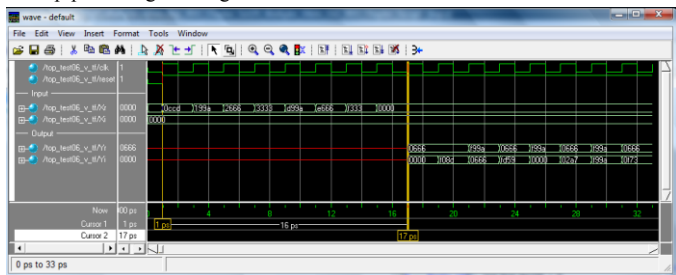 wave - default
File Edit View Insert Format Tools Window
/top_test06_v_tf/clk 1
/top_test06_v_tf/reset 1
Input
/top_test06_v_tf/Xr 0000 0ccd f99a 2666 3333 d99a e666 f333 0000
/top_test06_v_tf/Xi 0000 0000
Output
/top_test06_v_tf/Yr 0666 0666 f99a 0666 f99a 0666 0666
/top_test06_v_tf/Yi 0000 0000 f08d 0666 fd59 0000 02a7 f99a 0f73
Now 4 8 12 16 20 24 28 32
Cursor 1 1 ps 1 ps 16 ps
Cursor 2 17 ps 17 ps
0 ps to 33 ps